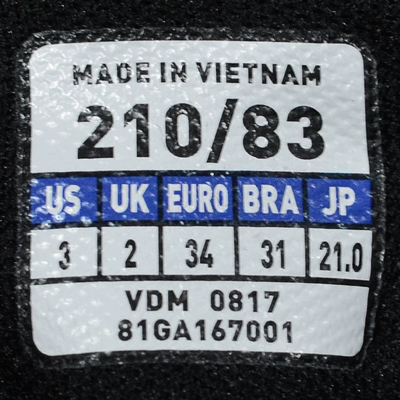 MADE IN VIETNAM
210/83
US UK EURO BRA JP
3 2 34 31 21.0
VDM 0817
81GA167001